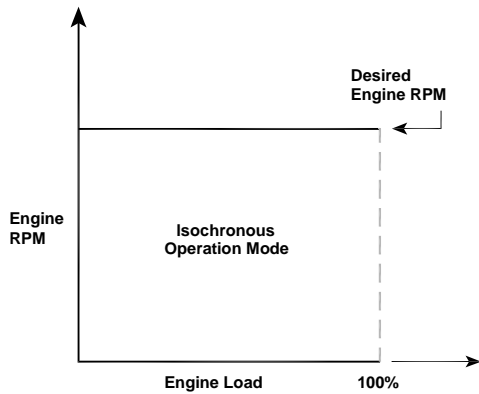 Desired
Engine RPM
Engine
RPM
Isochronous
Operation Mode
Engine Load
100%